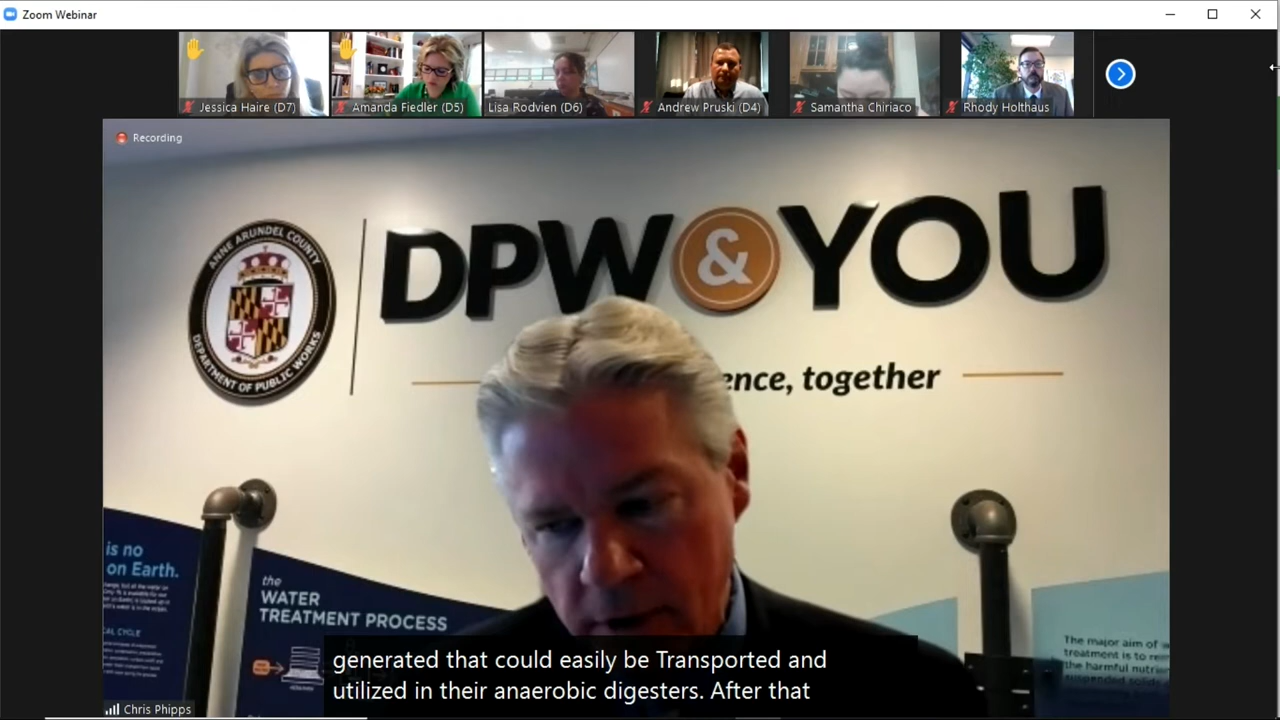 Zoom Webinar
Jessica Haire (D7)
Amanda Fiedler (D5)
Lisa Rodvien (D6)
Andrew Pruski (D4)
Samantha Chiriaco
Rhody Holthaus
Recording
ANNE ARUNDEL COUNTY
DEPARTMENT OF PUBLIC WORKS
DPW & YOU
ence, together
is no
on Earth.
the
WATER
TREATMENT PROCESS
The major aim of
treatment is to
the harmful
suspended solids
generated that could easily be Transported and
utilized in their anaerobic digesters. After that
Chris Phipps